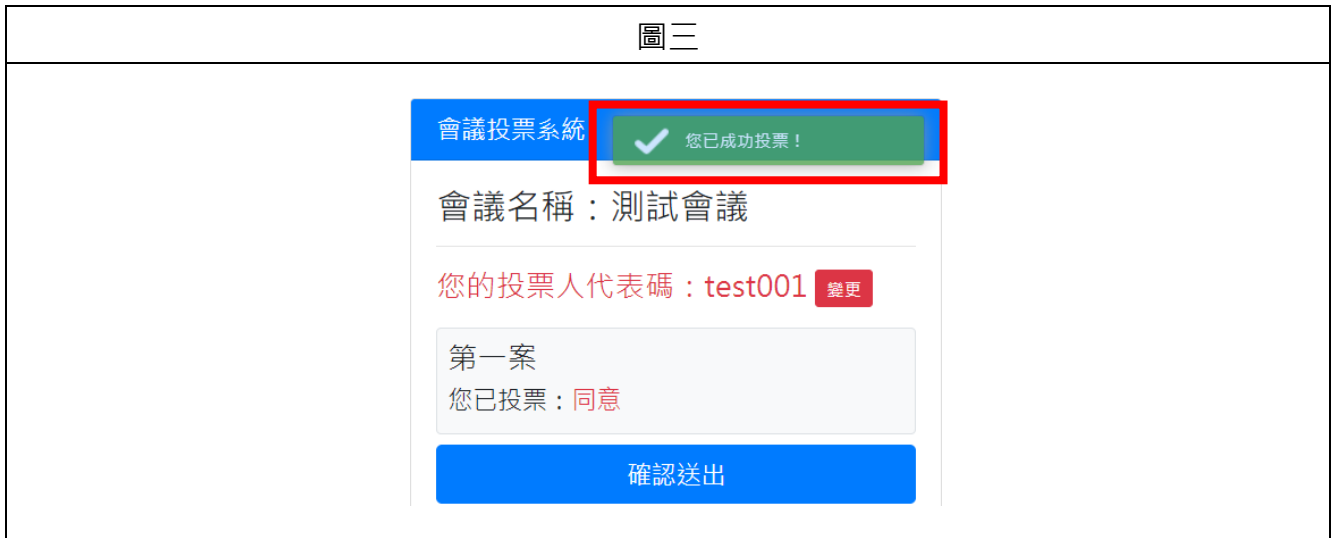 圖三
會議投票系統
您已成功投票！
會議名稱：測試會議
您的投票人代表碼：test001 變更
第一案
您已投票：同意
確認送出